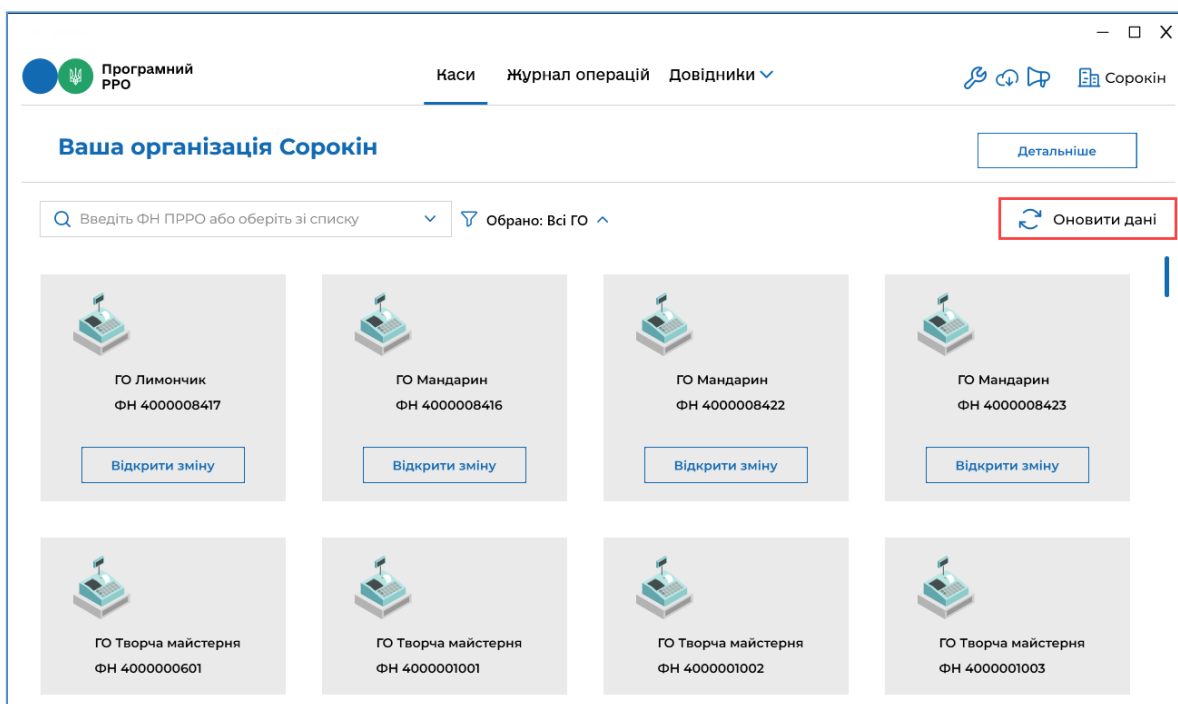 Програмний
РРО
Каси
Журнал операцій
Довідники
Сорокін
Ваша організація Сорокін
Детальніше
Введіть ФН ПРРО або оберіть зі списку
Обрано: Всі ГО
Оновити дані
ГО Лимончик
ФН 4000008417
Відкрити зміну
ГО Мандарин
ФН 4000008416
Відкрити зміну
ГО Мандарин
ФН 4000008422
Відкрити зміну
ГО Мандарин
ФН 4000008423
Відкрити зміну
ГО Творча майстерня
ФН 4000000601
ГО Творча майстерня
ФН 4000001001
ГО Творча майстерня
ФН 4000001002
ГО Творча майстерня
ФН 4000001003